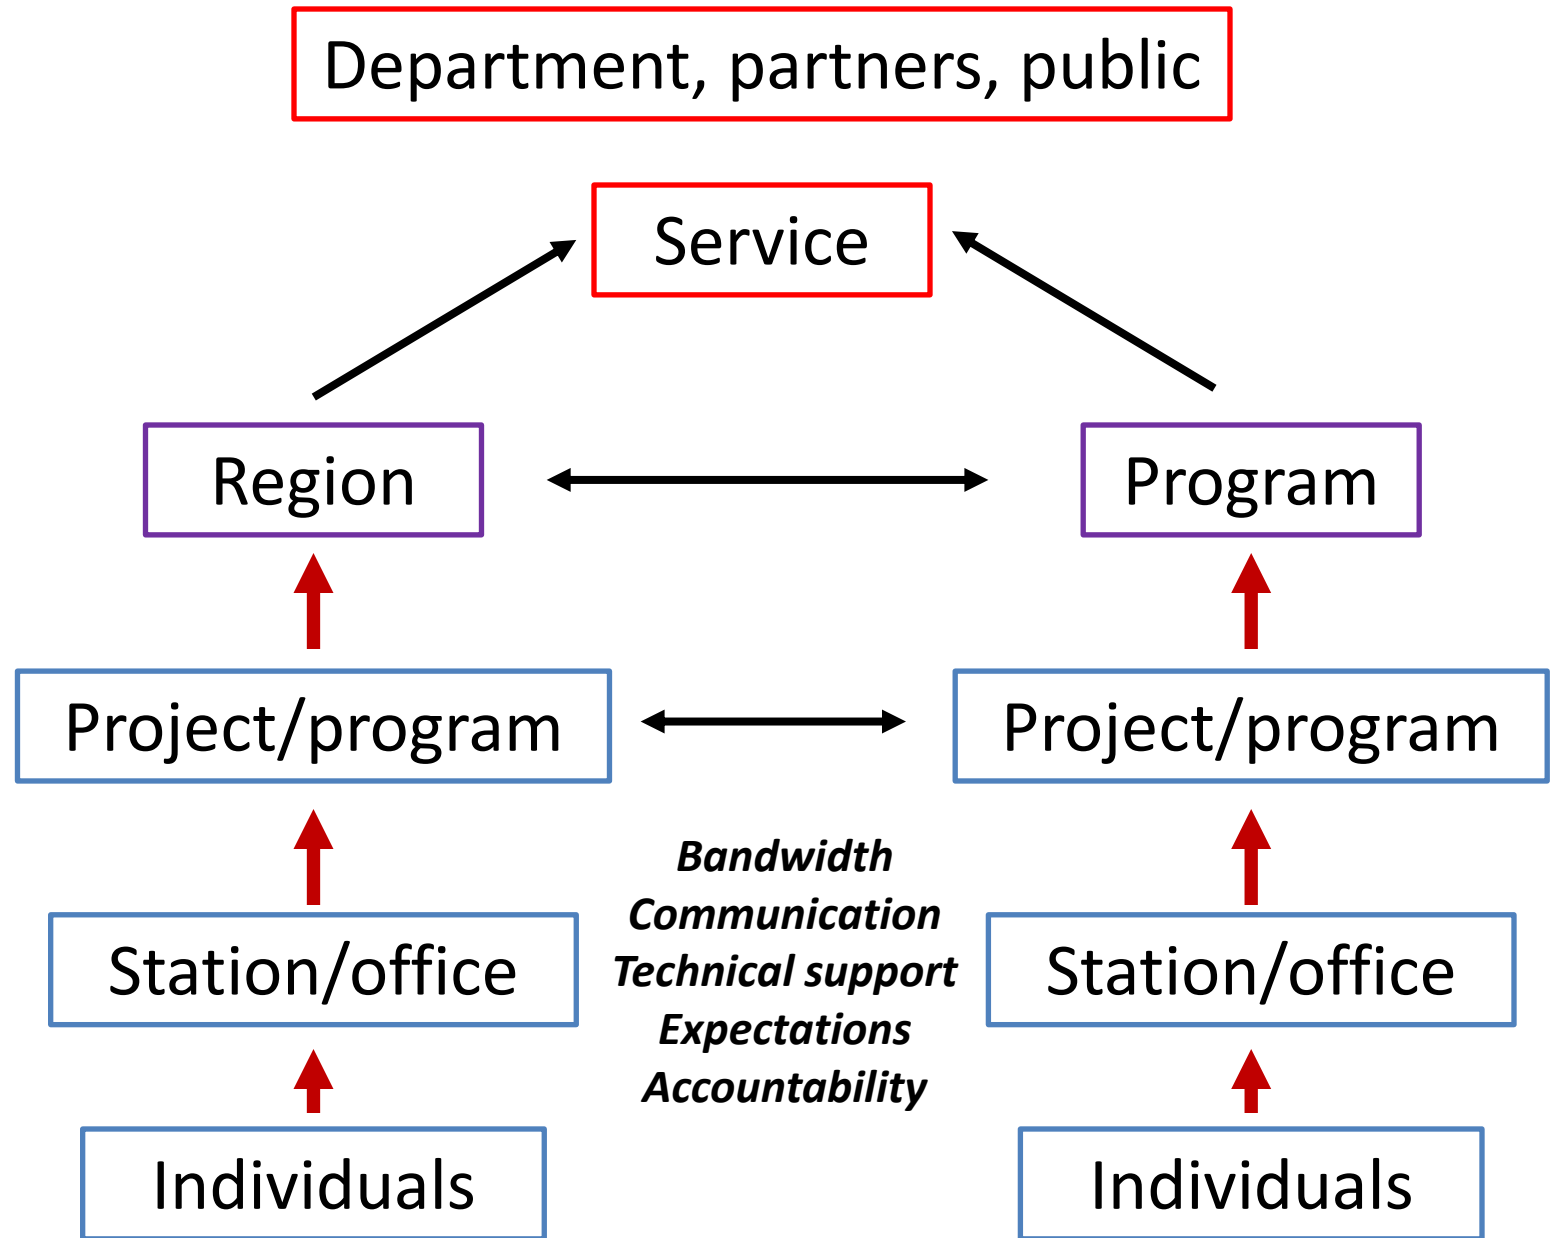 Department, partners, public
Service
Region
Program
Project/program
Project/program
Bandwidth
Communication
Technical support
Expectations
Accountability
Station/office
Station/office
Individuals
Individuals